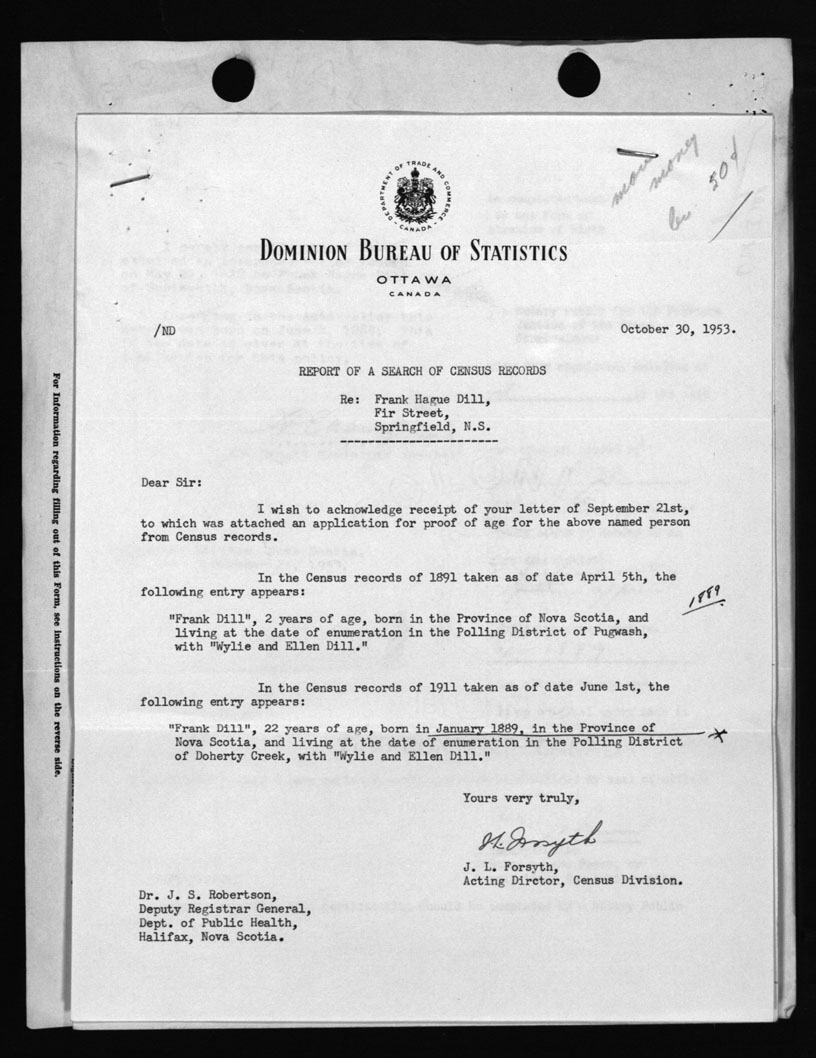 DEPARTMENT OF TRADE AND COMMERCE
CANADA
money
50¢
DOMINION BUREAU OF STATISTICS
OTTAWA
CANADA
/ND
October 30, 1953.
REPORT OF A SEARCH OF CENSUS RECORDS
Re: Frank Hague Dill,
Fir Street,
Springfield, N.S.
Dear Sir:
I wish to acknowledge receipt of your letter of September 21st,
to which was attached an application for proof of age for the above named person
from Census records.
In the Census records of 1891 taken as of date April 5th, the
following entry appears:
1889
"Frank Dill", 2 years of age, born in the Province of Nova Scotia, and
living at the date of enumeration in the Polling District of Pugwash,
with "Wylie and Ellen Dill."
In the Census records of 1911 taken as of date June 1st, the
following entry appears:
"Frank Dill", 22 years of age, born in January 1889, in the Province of
Nova Scotia, and living at the date of enumeration in the Polling District
of Doherty Creek, with "Wylie and Ellen Dill."
Yours very truly,
J. L. Forsyth,
Acting Dirctor, Census Division.
Dr. J. S. Robertson,
Deputy Registrar General,
Dept. of Public Health,
Halifax, Nova Scotia.
For Information regarding filling out of this Form, see instructions on the reverse side.